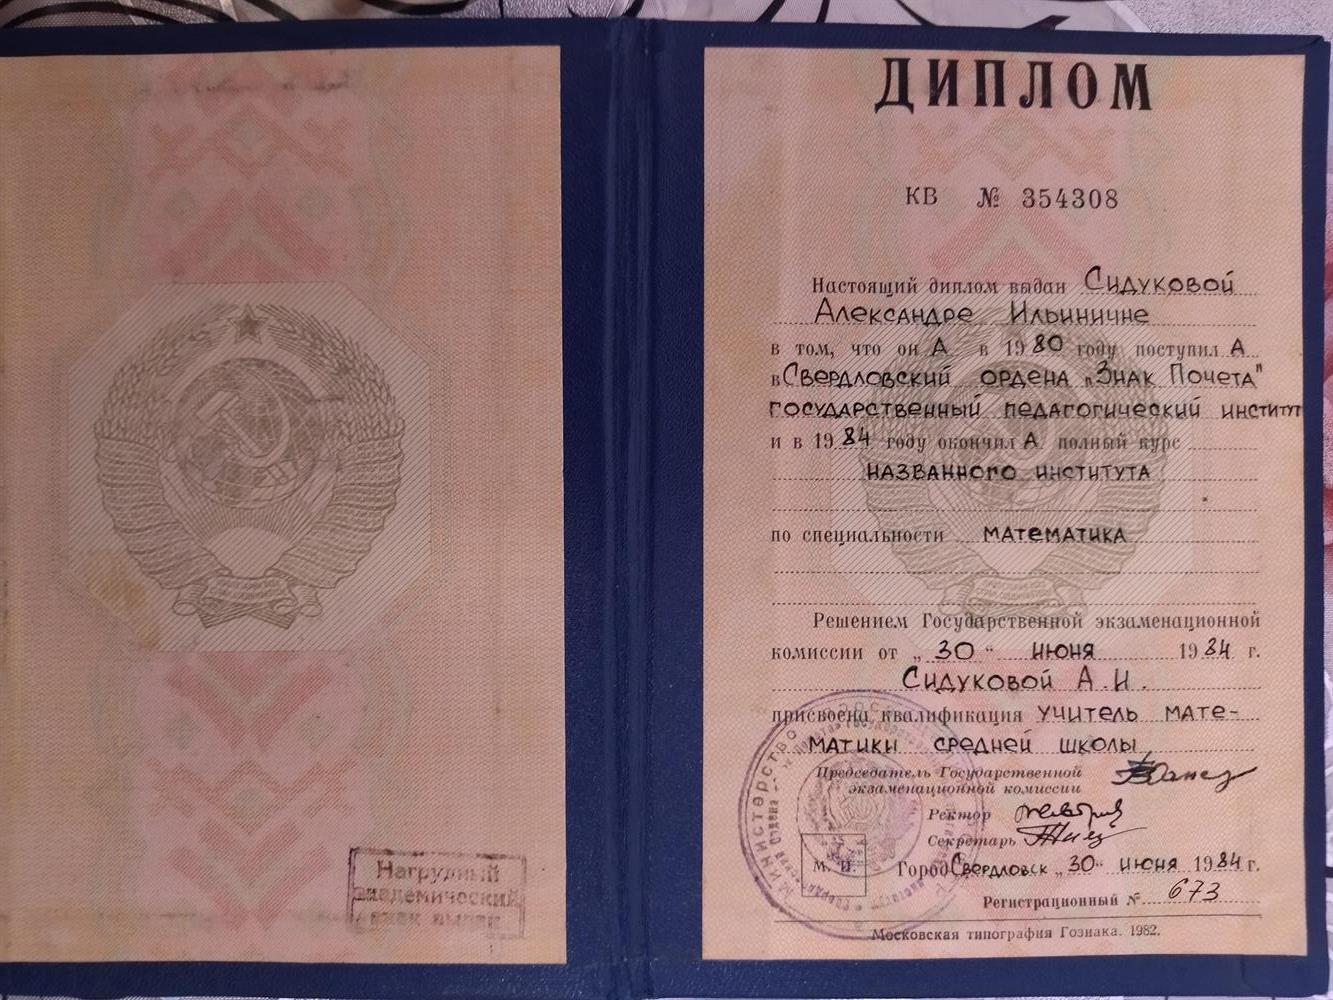 Нагрудный
академический
знак выдан
ДИПЛОМ
КВ № 354308
Настоящий диплом выдан Сидуковой
Александре Ильиничне
в том, что он А в 1980 году поступил А
в Свердловский ордена „Знак Почета"
государственный педагогический институт
и в 1984 году окончил А полный курс
названного института
по специальности математика
Решением Государственной экзаменационной
комиссии от „30" июня 1984 г.
Сидуковой А.И.
присвоена квалификация учитель мате-
матики средней школы
Председатель Государственной
экзаменационной комиссии
Ректор
Секретарь
М. П. Город Свердловск „30" июня 1984 г.
Регистрационный № 673
Московская типография Гознака. 1982.